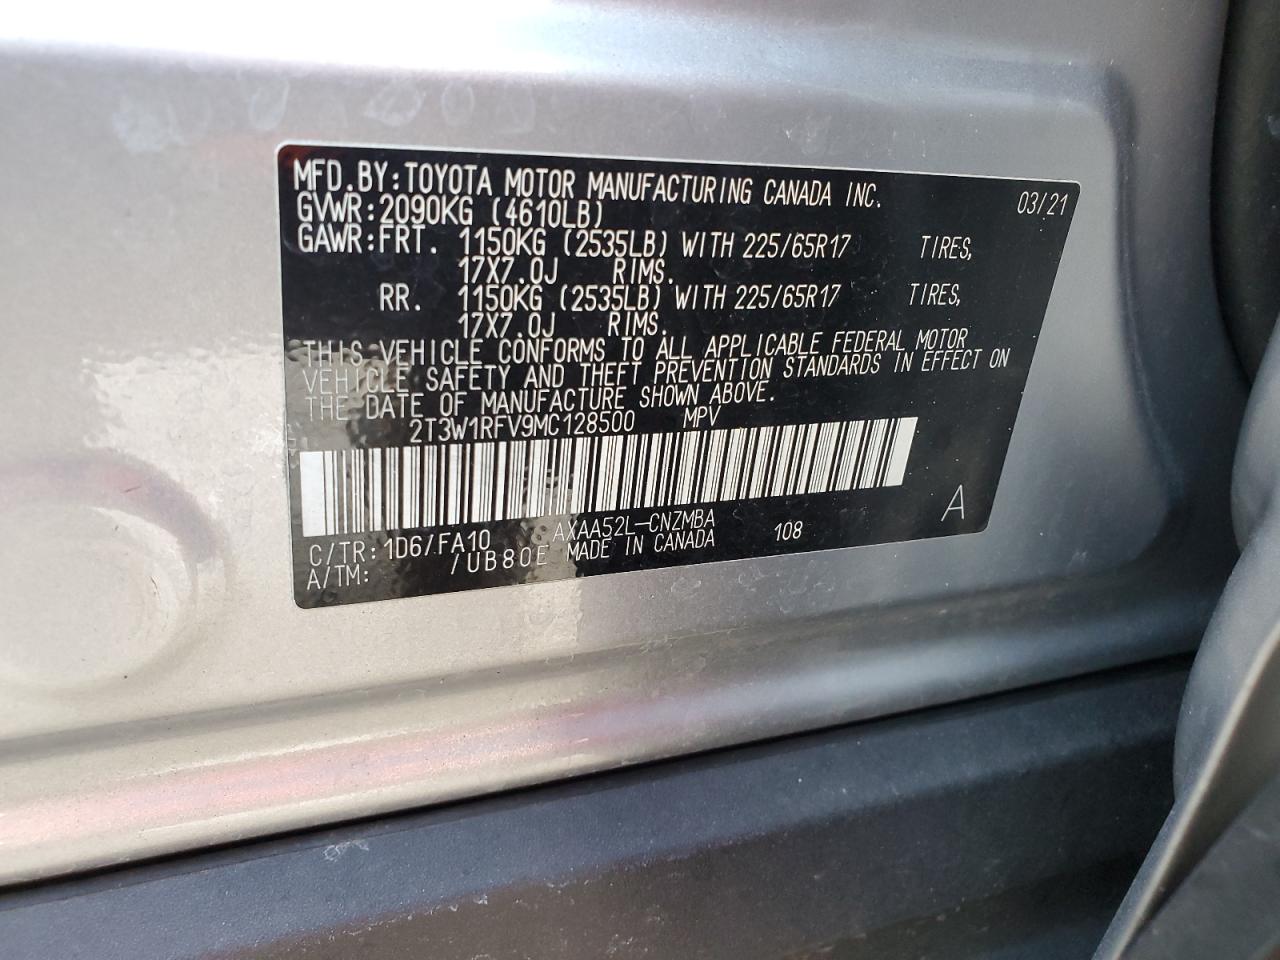 MFD.BY:TOYOTA MOTOR MANUFACTURING CANADA INC. 03/21
GVWR:2090KG (4610LB)
GAWR:FRT. 1150KG (2535LB) WITH 225/65R17 TIRES,
17X7.0J RIMS.
RR. 1150KG (2535LB) WITH 225/65R17 TIRES,
17X7.0J RIMS.
THIS VEHICLE CONFORMS TO ALL APPLICABLE FEDERAL MOTOR
VEHICLE SAFETY AND THEFT PREVENTION STANDARDS IN EFFECT ON
THE DATE OF MANUFACTURE SHOWN ABOVE.
2T3W1RFV9MC128500 MPV
A
C/TR:1D6/FA10 AXAA52L-CNZMBA 108
A/TM: /UB80E MADE IN CANADA